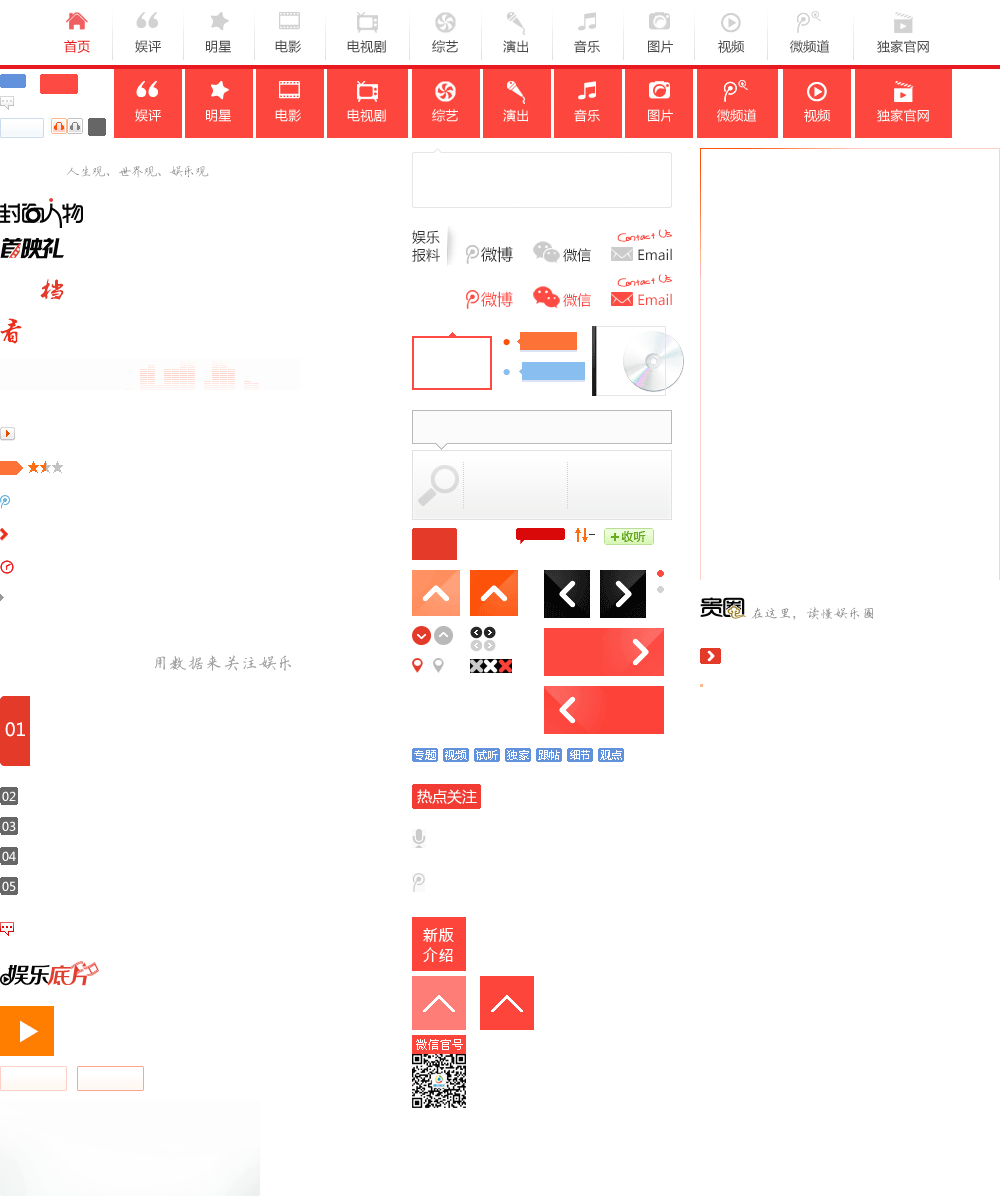 首页 娱评 明星 电影 电视剧 综艺 演出 音乐 图片 视频 微频道 独家官网
娱评 明星 电影 电视剧 综艺 演出 音乐 图片 微频道 视频 独家官网
人生观、世界观、娱乐观
封面人物
首映礼
档
看
用数据来关注娱乐
01
02
03
04
05
娱乐底片
娱乐
报料
微博
微信
Contact Us
Email
微博
微信
Contact Us
Email
+收听
专题 视频 试听 独家 跟帖 细节 观点
热点关注
新版
介绍
微信官号
贵圈 在这里，读懂娱乐圈